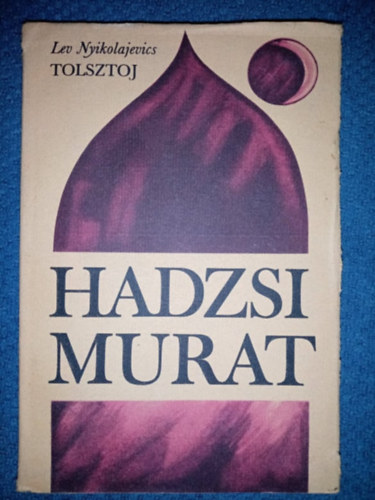 Lev Nyikolajevics
TOLSZTOJ
HADZSI
MURAT